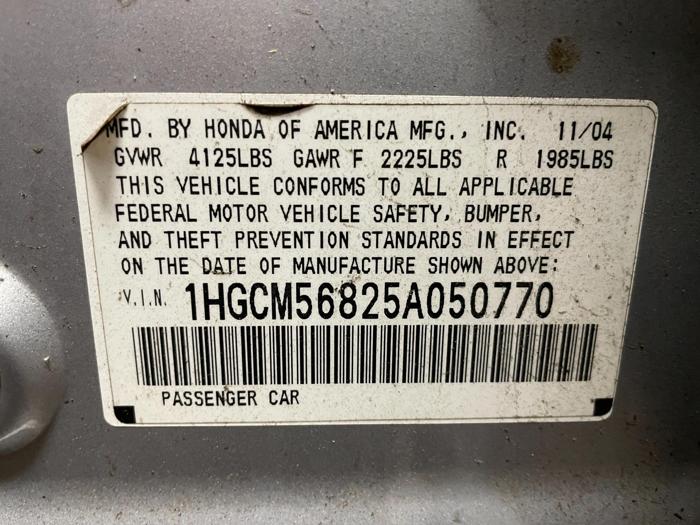 MFD. BY HONDA OF AMERICA MFG., INC. 11/04
GVWR 4125LBS GAWR F 2225LBS R 1985LBS
THIS VEHICLE CONFORMS TO ALL APPLICABLE
FEDERAL MOTOR VEHICLE SAFETY, BUMPER,
AND THEFT PREVENTION STANDARDS IN EFFECT
ON THE DATE OF MANUFACTURE SHOWN ABOVE:
V.I.N. 1HGCM56825A050770
PASSENGER CAR